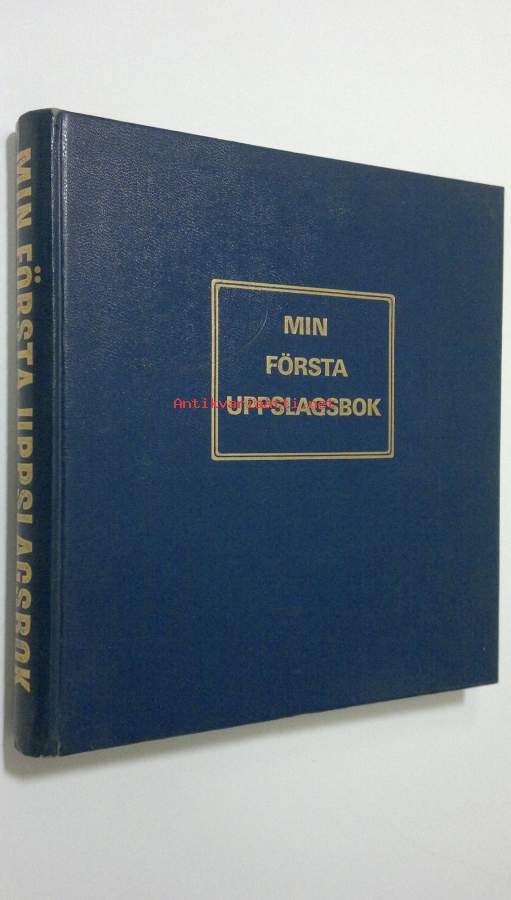 MIN FÖRSTA UPPSLAGSBOK
MIN
FÖRSTA
UPPSLAGSBOK
Antikvariaatti.net